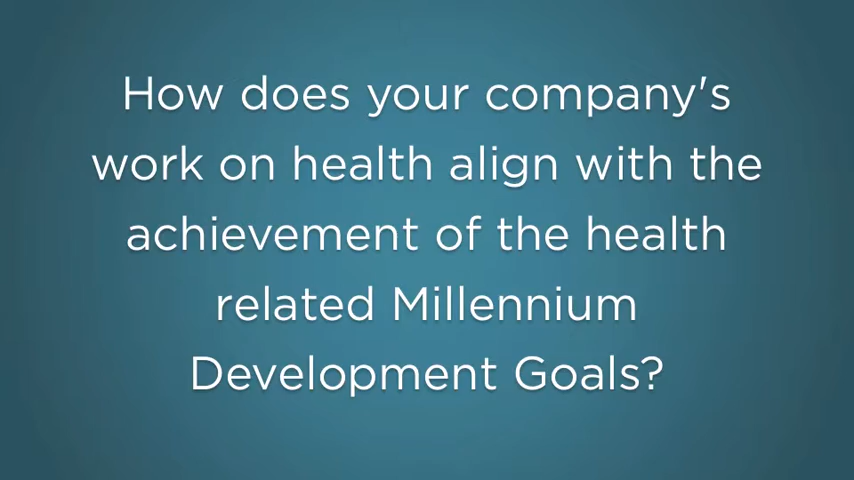 How does your company's
work on health align with the
achievement of the health
related Millennium
Development Goals?